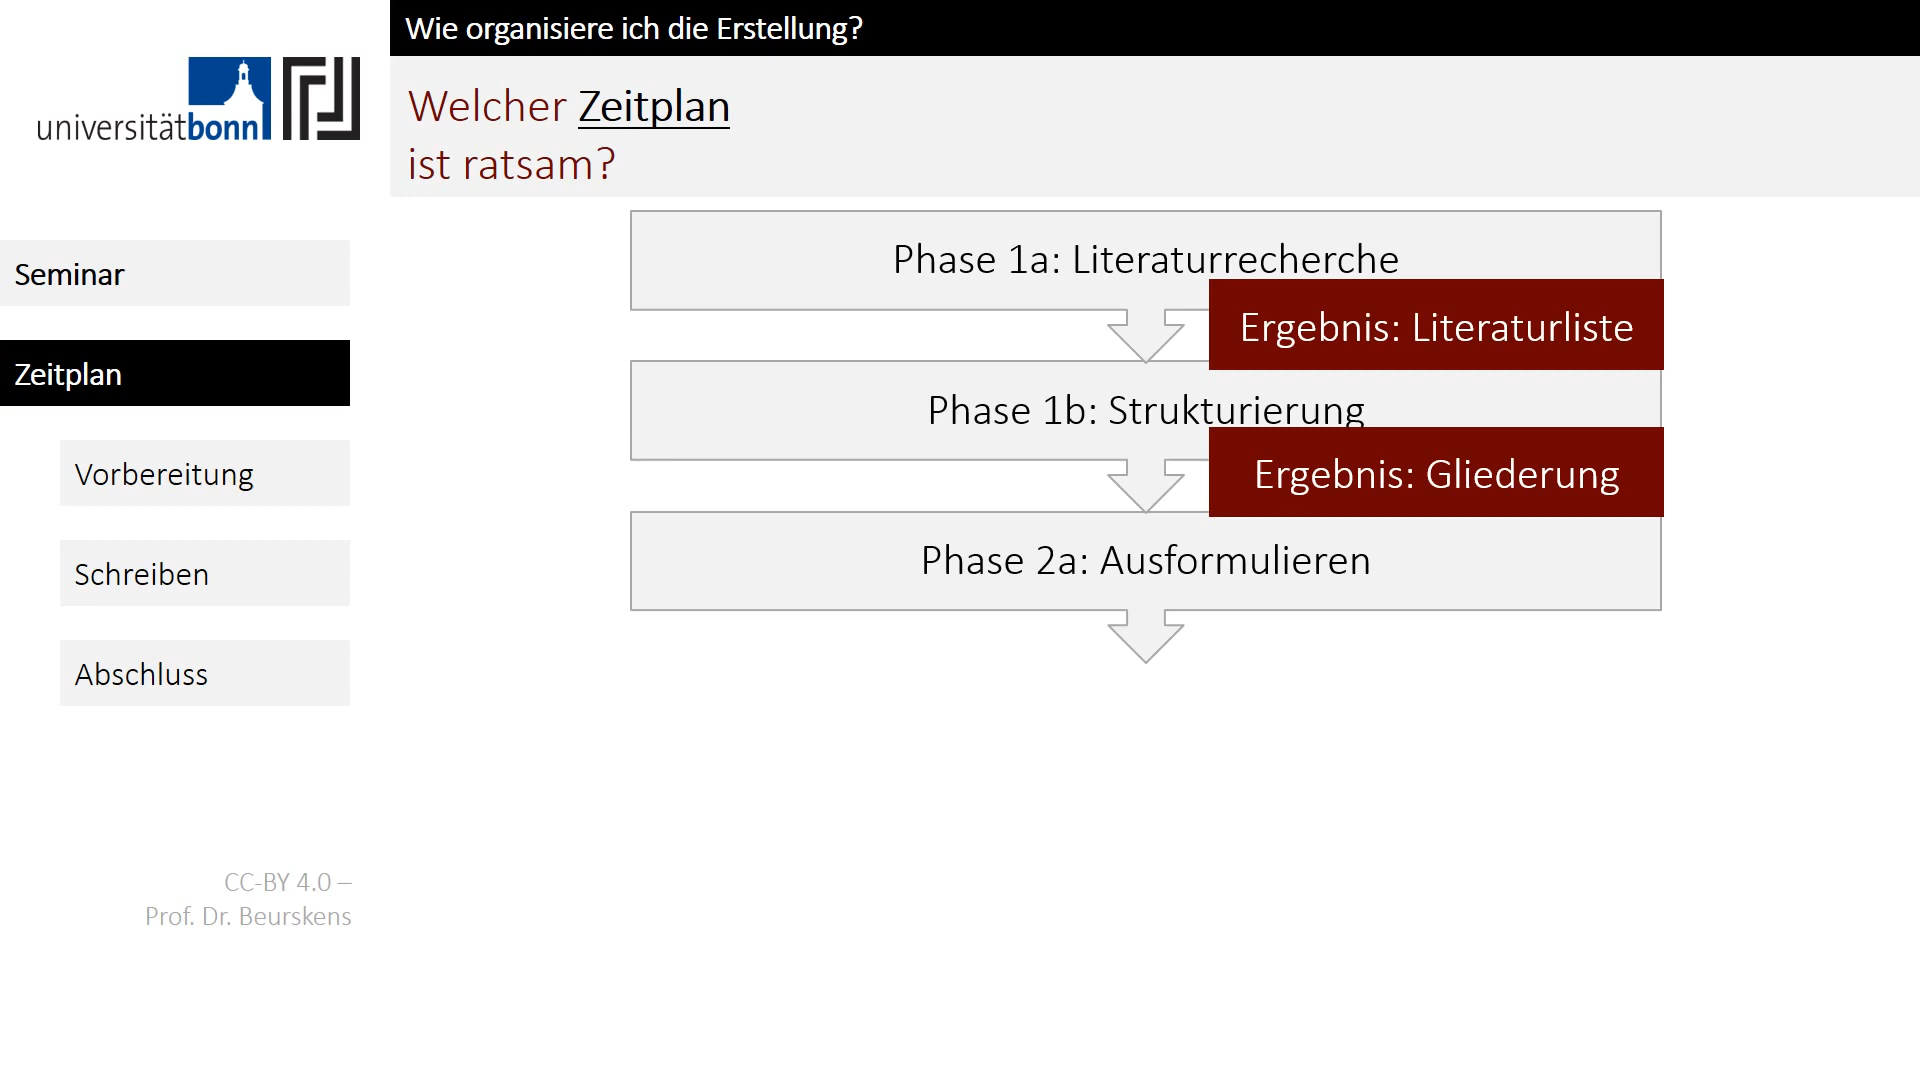 Wie organisiere ich die Erstellung?
universitätbonn
Welcher Zeitplan
ist ratsam?
Seminar
Zeitplan
Vorbereitung
Schreiben
Abschluss
Phase 1a: Literaturrecherche
Ergebnis: Literaturliste
Phase 1b: Strukturierung
Ergebnis: Gliederung
Phase 2a: Ausformulieren
CC-BY 4.0 –
Prof. Dr. Beurskens